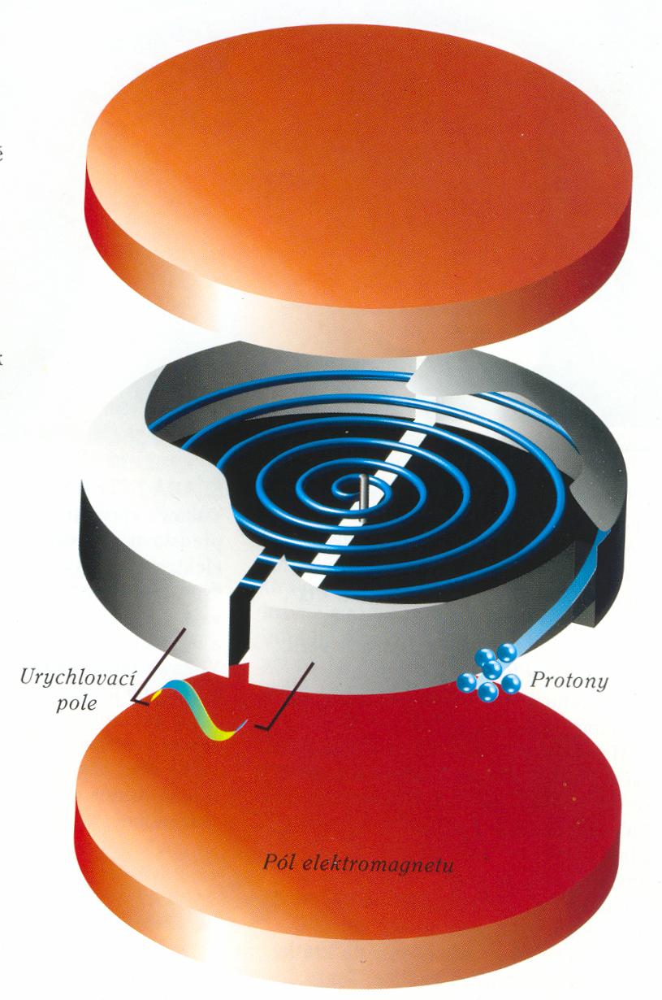 Urychlovací
pole
Protony
Pól elektromagnetu